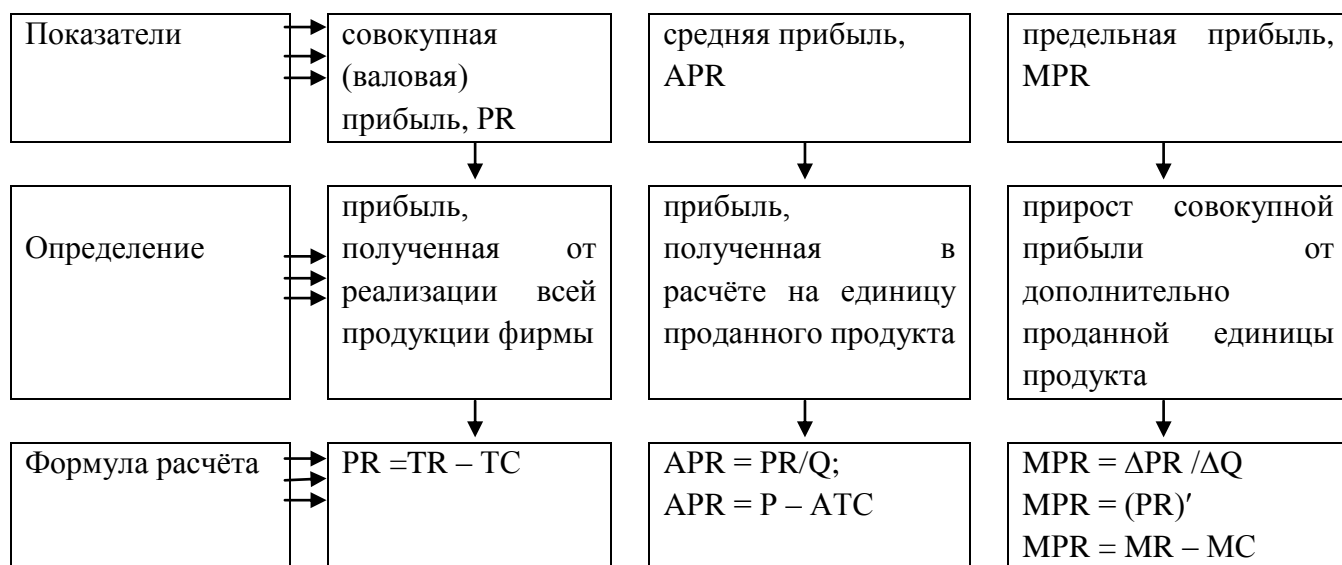 Показатели
совокупная
(валовая)
прибыль, PR
средняя прибыль,
APR
предельная прибыль,
MPR
Определение
прибыль,
полученная от
реализации всей
продукции фирмы
прибыль,
полученная в
расчёте на единицу
проданного продукта
прирост совокупной
прибыли от
дополнительно
проданной единицы
продукта
Формула расчёта
PR =TR – TC
APR = PR/Q;
APR = P – ATC
MPR = ΔPR /ΔQ
MPR = (PR)′
MPR = MR – MC